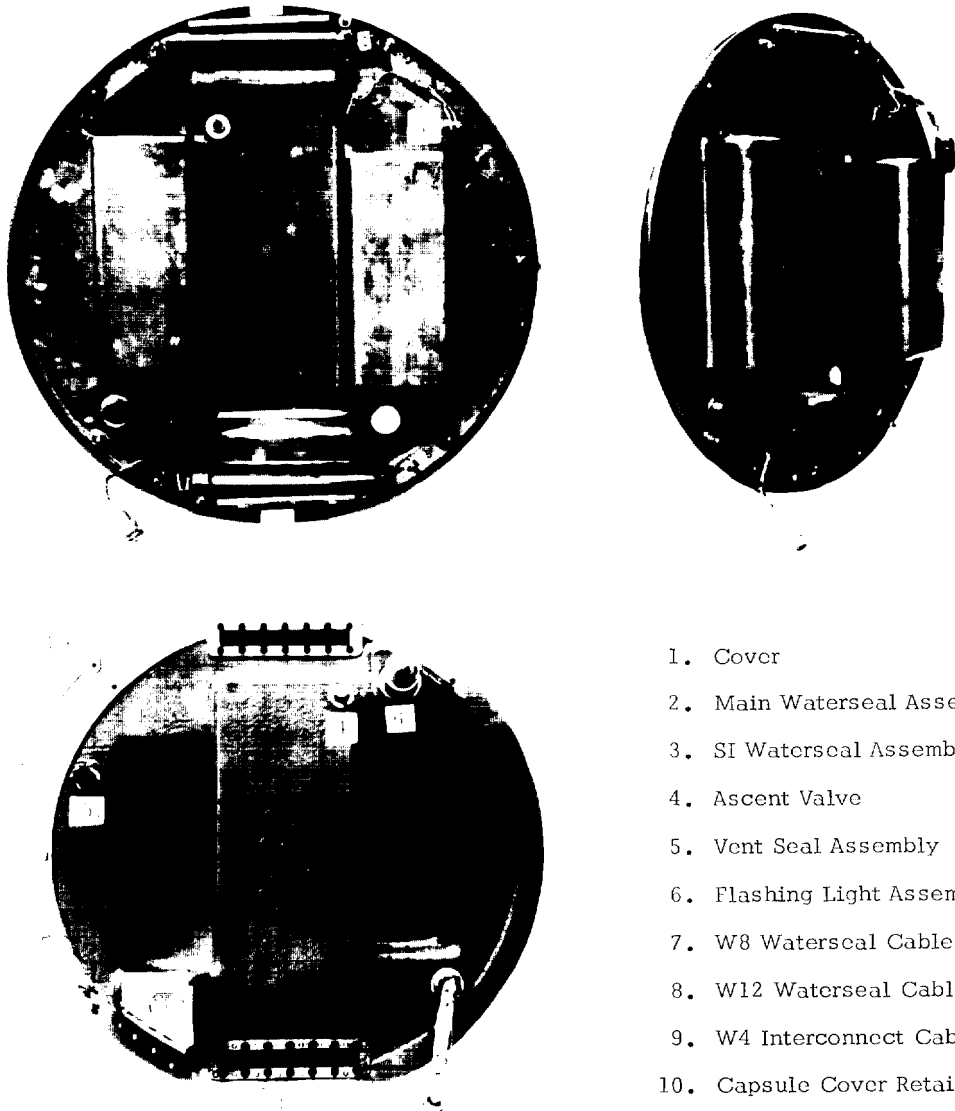 1. Cover
2. Main Waterseal Asse
3. SI Waterseal Assemb
4. Ascent Valve
5. Vent Seal Assembly
6. Flashing Light Assem
7. W8 Waterseal Cable
8. W12 Waterseal Cabl
9. W4 Interconnect Cab
10. Capsule Cover Retai